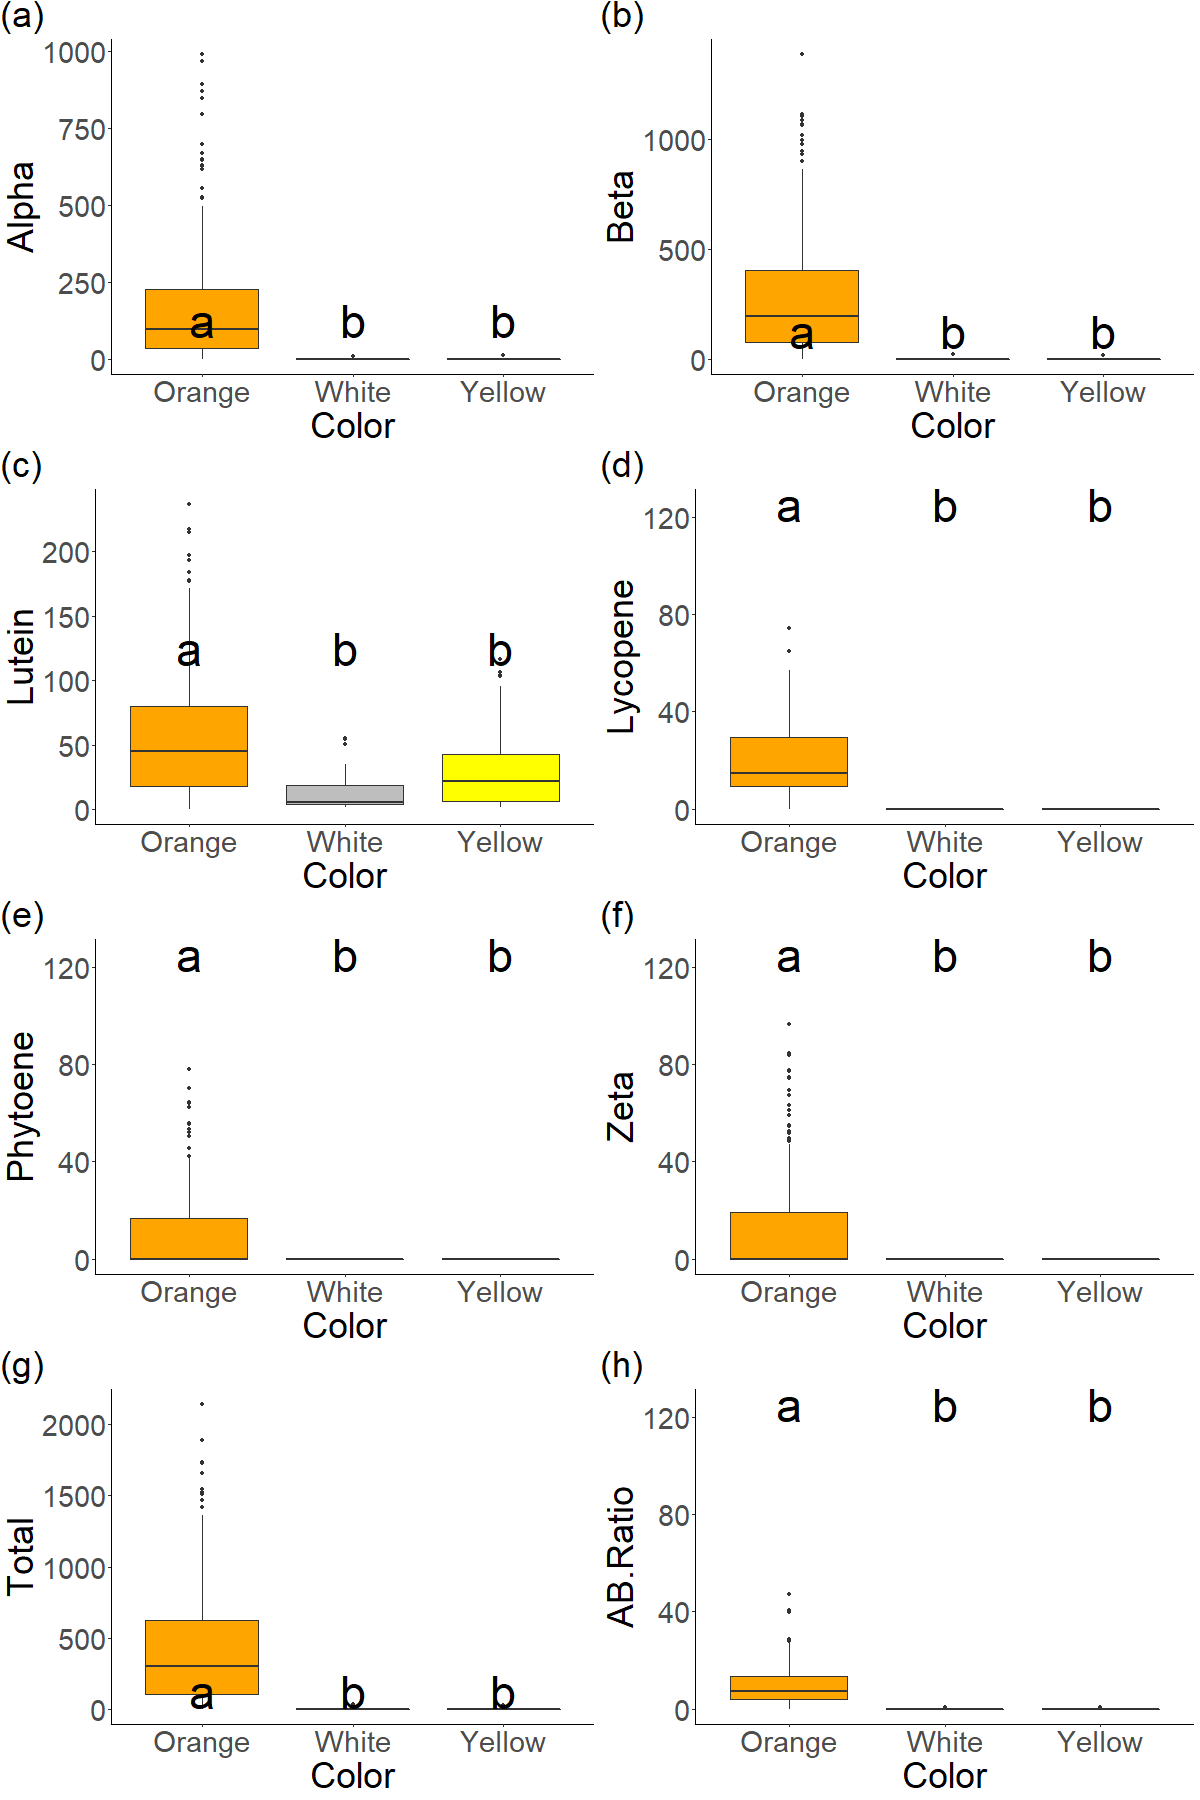 (a)
1000
750
500
250
0
Alpha
a b b
Orange White Yellow
Color
(b)
1000
500
0
Beta
a b b
Orange White Yellow
Color
(c)
200
150
100
50
0
Lutein
a b b
Orange White Yellow
Color
(d)
120
80
40
0
Lycopene
a b b
Orange White Yellow
Color
(e)
120
80
40
0
Phytoene
a b b
Orange White Yellow
Color
(f)
120
80
40
0
Zeta
a b b
Orange White Yellow
Color
(g)
2000
1500
1000
500
0
Total
a b b
Orange White Yellow
Color
(h)
120
80
40
0
AB.Ratio
a b b
Orange White Yellow
Color